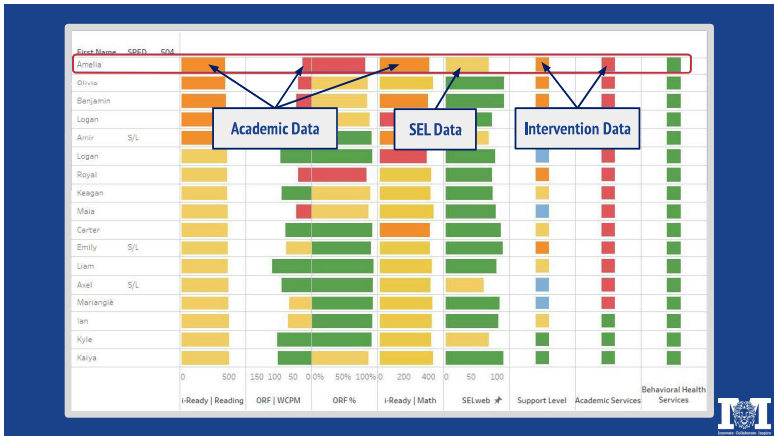 First Name SPED 504
Amelia
Olivia
Benjamin
Logan
Academic Data
SEL Data
Intervention Data
Amir S/L
Logan
Royal
Keagan
Maia
Carter
Emily S/L
Liam
Axel S/L
Mariangie
Ian
Kyle
Kaiya
0 500 150 100 50 0 0% 50% 100% 0 200 400 0 50 100
Behavioral Health
i-Ready | Reading ORF | WCPM ORF % i-Ready | Math SELweb Support Level Academic Services Services
M
Innovate Collaborate Inspire